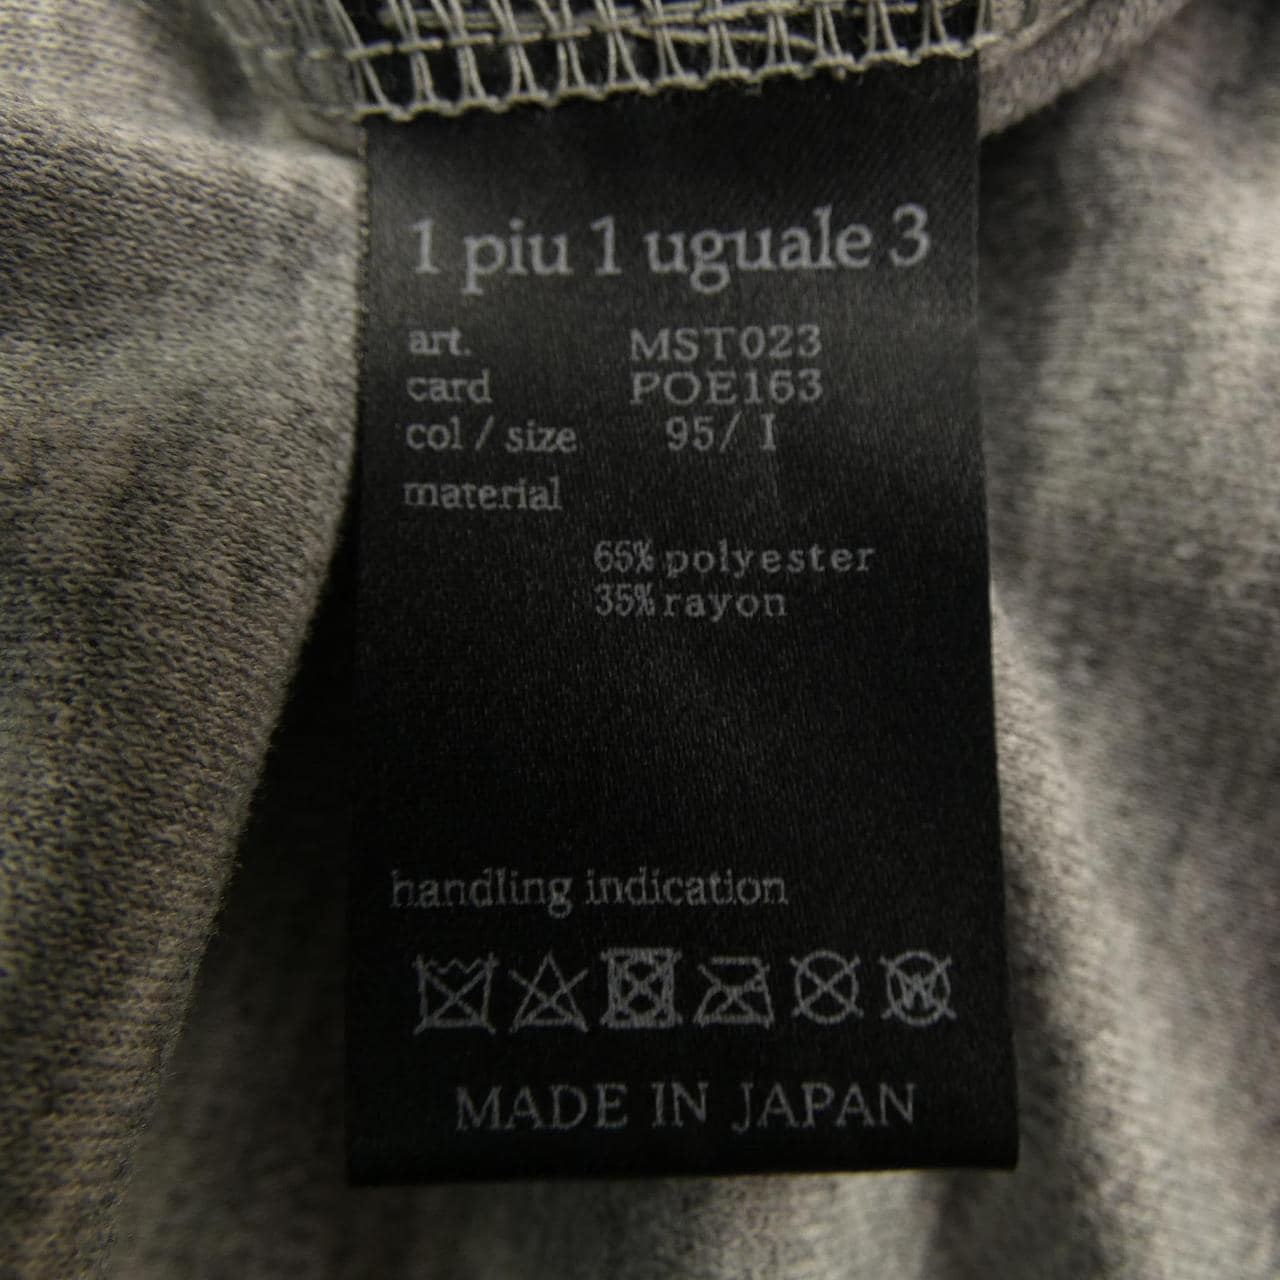 1 piu 1 uguale 3
art. MST023
card POE163
col / size 95/ I
material
65% polyester
35% rayon
handling indication
W
MADE IN JAPAN